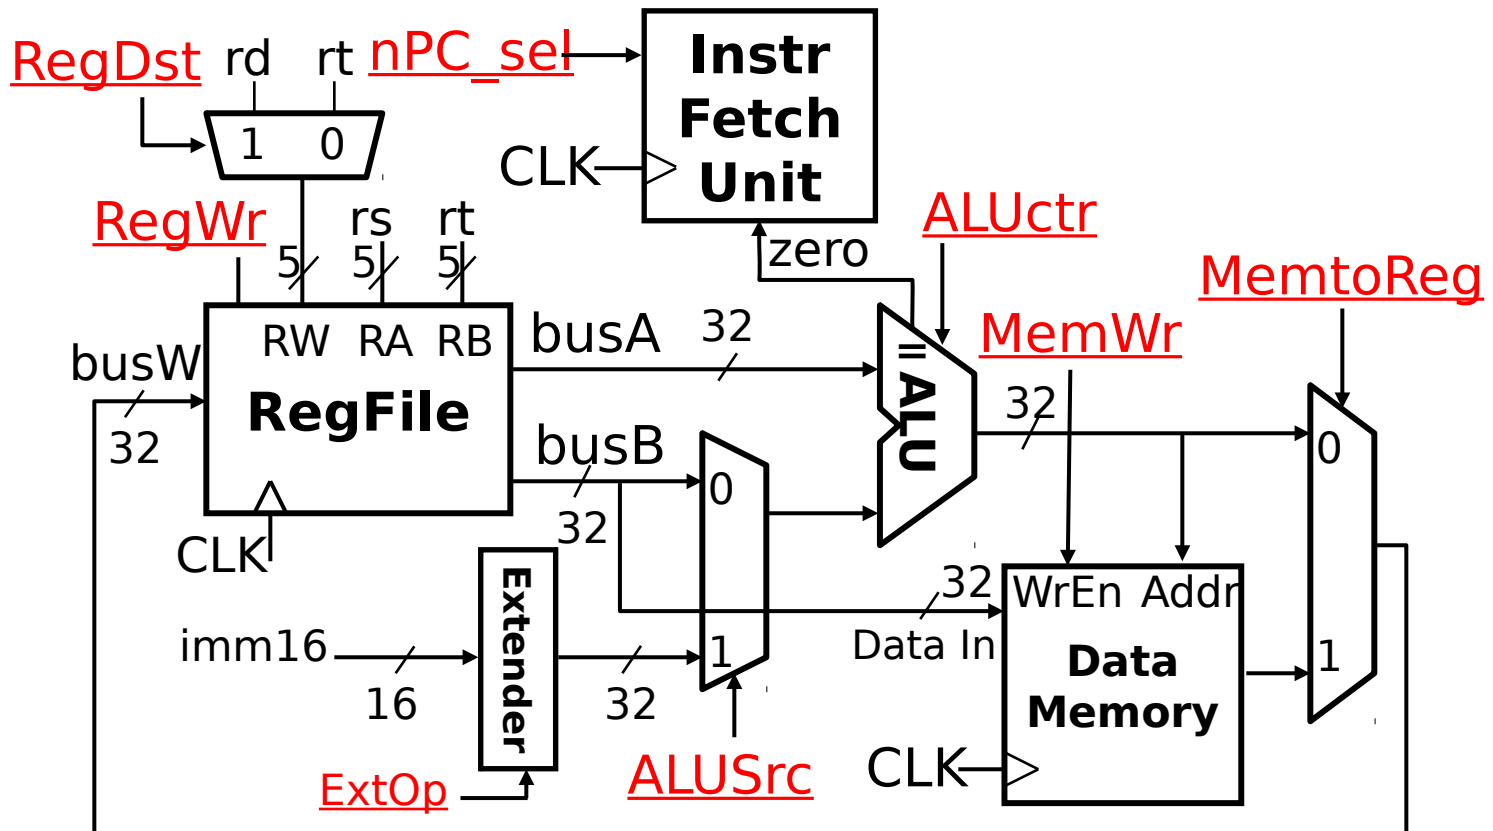 RegDst rd rt nPC_sel
Instr
Fetch
Unit
1 0
CLK
RegWr rs rt
5 5 5
zero
ALUctr
MemtoReg
RW RA RB
busA 32
MemWr
busW
32
RegFile
busB
32
= ALU
32
0
0
CLK
Extender
32
WrEn Addr
imm16
16
32
1
Data In
Data
Memory
1
ExtOp
ALUSrc
CLK